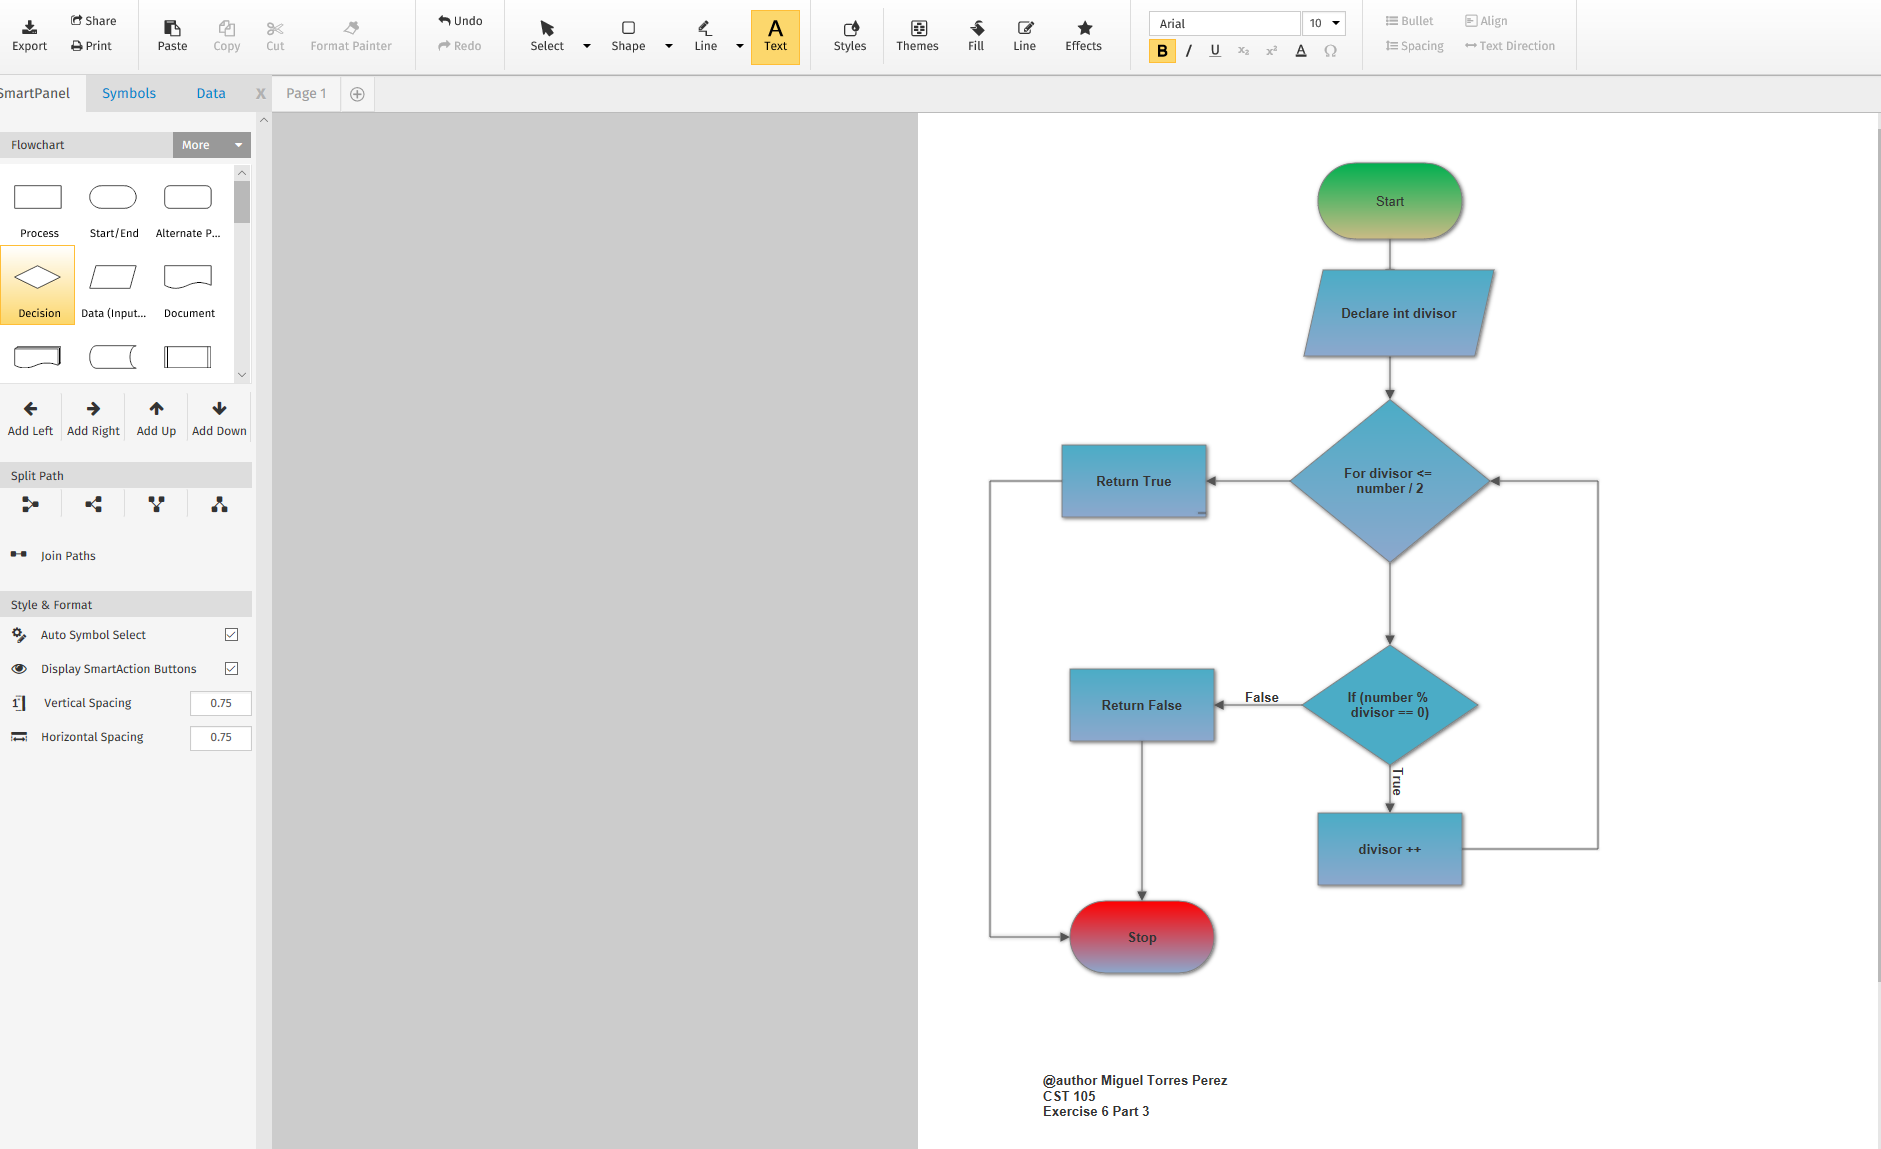 Export
Share
Print
Paste
Copy
Cut
Format Painter
Undo
Redo
Select
Shape
Line
A
Text
Styles
Themes
Fill
Line
Effects
Arial
10
B I U x₂ x² A Ω
Bullet
Align
Spacing
Text Direction
SmartPanel
Symbols
Data
X
Page 1
Flowchart
More
Process
Start/End
Alternate P...
Decision
Data (Input...
Document
Add Left
Add Right
Add Up
Add Down
Split Path
Join Paths
Style & Format
Auto Symbol Select
Display SmartAction Buttons
Vertical Spacing
0.75
Horizontal Spacing
0.75
Start
Declare int divisor
For divisor <=
number / 2
Return True
If (number %
divisor == 0)
False
Return False
True
divisor ++
Stop
@author Miguel Torres Perez
CST 105
Exercise 6 Part 3